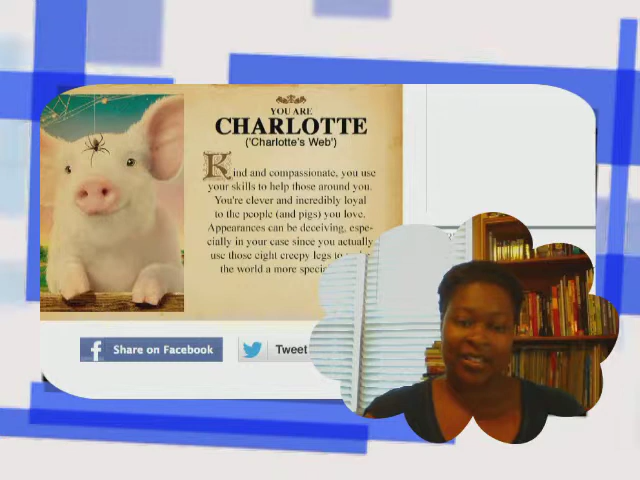 YOU ARE
CHARLOTTE
('Charlotte's Web')
Kind and compassionate, you use
your skills to help those around you.
You're clever and incredibly loyal
to the people (and pigs) you love.
Appearances can be deceiving, espe-
cially in your case since you actually
use those eight creepy legs to
the world a more
Share on Facebook
Tweet